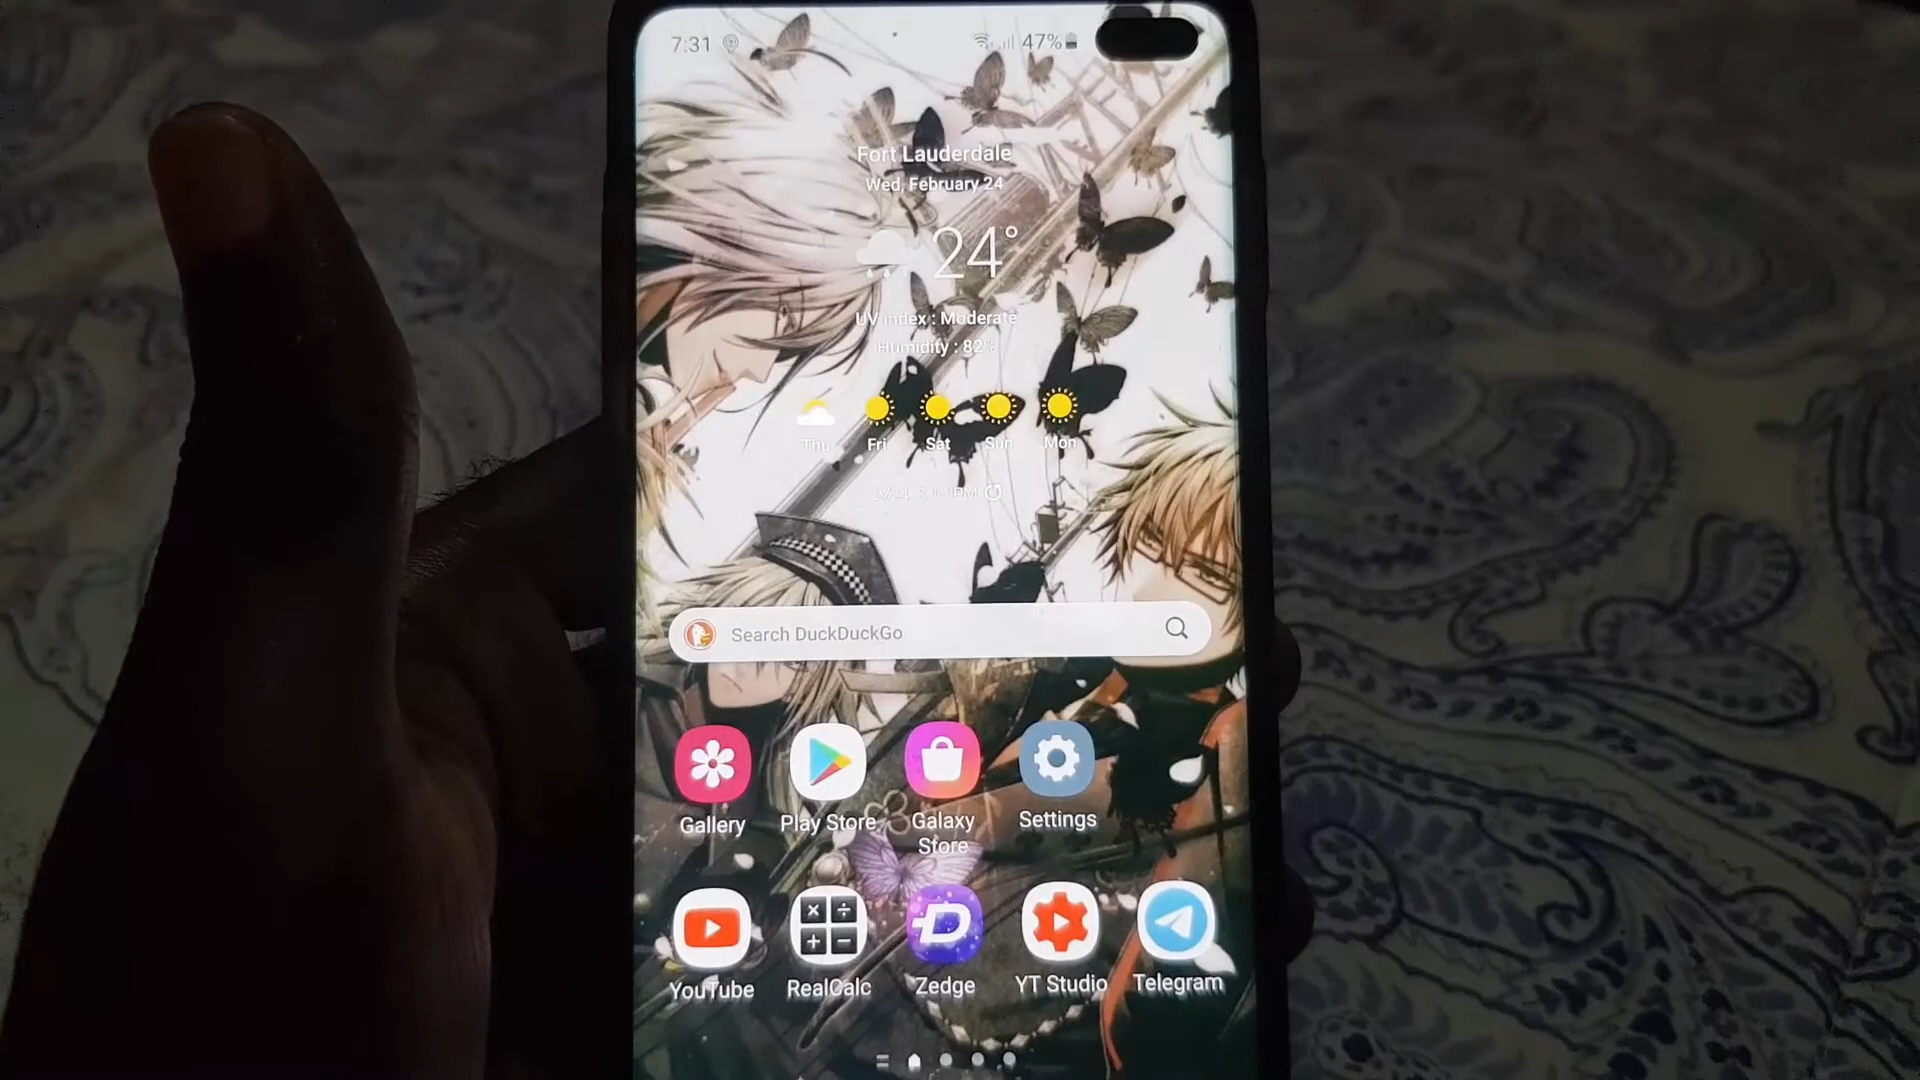 7:31
47%
Fort Lauderdale
Wed, February 24
24°
UV index : Moderate
Humidity : 82%
Thu Fri Sat Sun Mon
Search DuckDuckGo
Gallery Play Store Galaxy Store Settings
YouTube RealCalc Zedge YT Studio Telegram